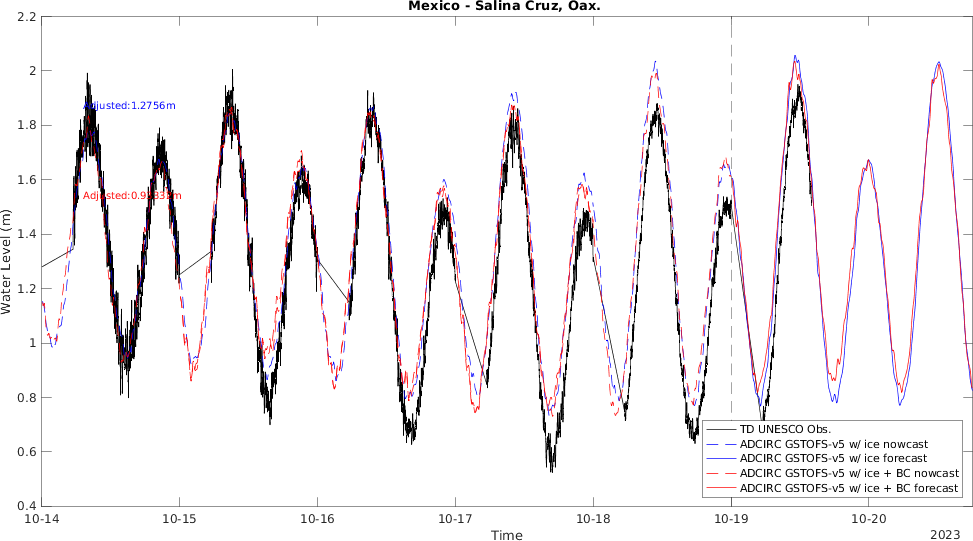 Mexico - Salina Cruz, Oax.
2.2
2
1.8
1.6
1.4
1.2
1
0.8
0.6
0.4
Water Level (m)
Adjusted:1.2756m
TD UNESCO Obs.
ADCIRC GSTOFS-v5 w/ ice nowcast
ADCIRC GSTOFS-v5 w/ ice forecast
ADCIRC GSTOFS-v5 w/ ice + BC nowcast
ADCIRC GSTOFS-v5 w/ ice + BC forecast
10-14
10-15
10-16
10-17
10-18
10-19
10-20
Time
2023